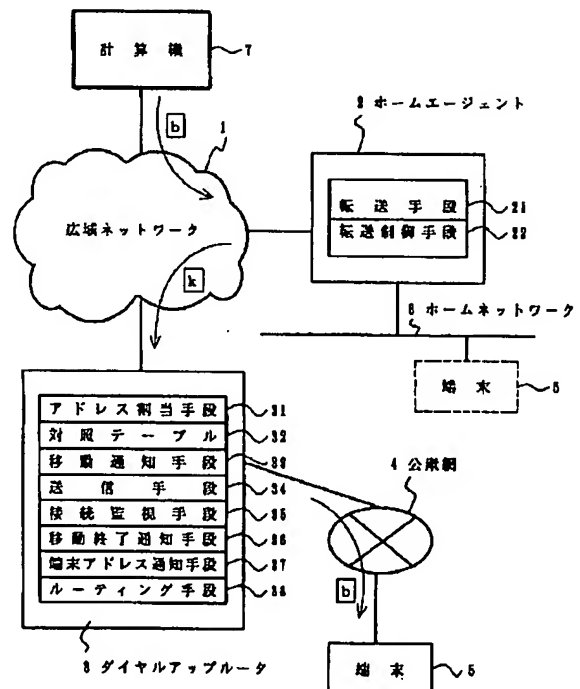 計算機
7
b
1
広域ネットワーク
k
2 ホームエージェント
転送手段
21
転送制御手段
22
6 ホームネットワーク
端末
5
アドレス割当手段
31
対照テーブル
32
移動通知手段
33
送信手段
34
接続監視手段
35
移動終了通知手段
36
端末アドレス通知手段
37
ルーティング手段
38
3 ダイヤルアップルータ
4 公衆網
b
端末
5